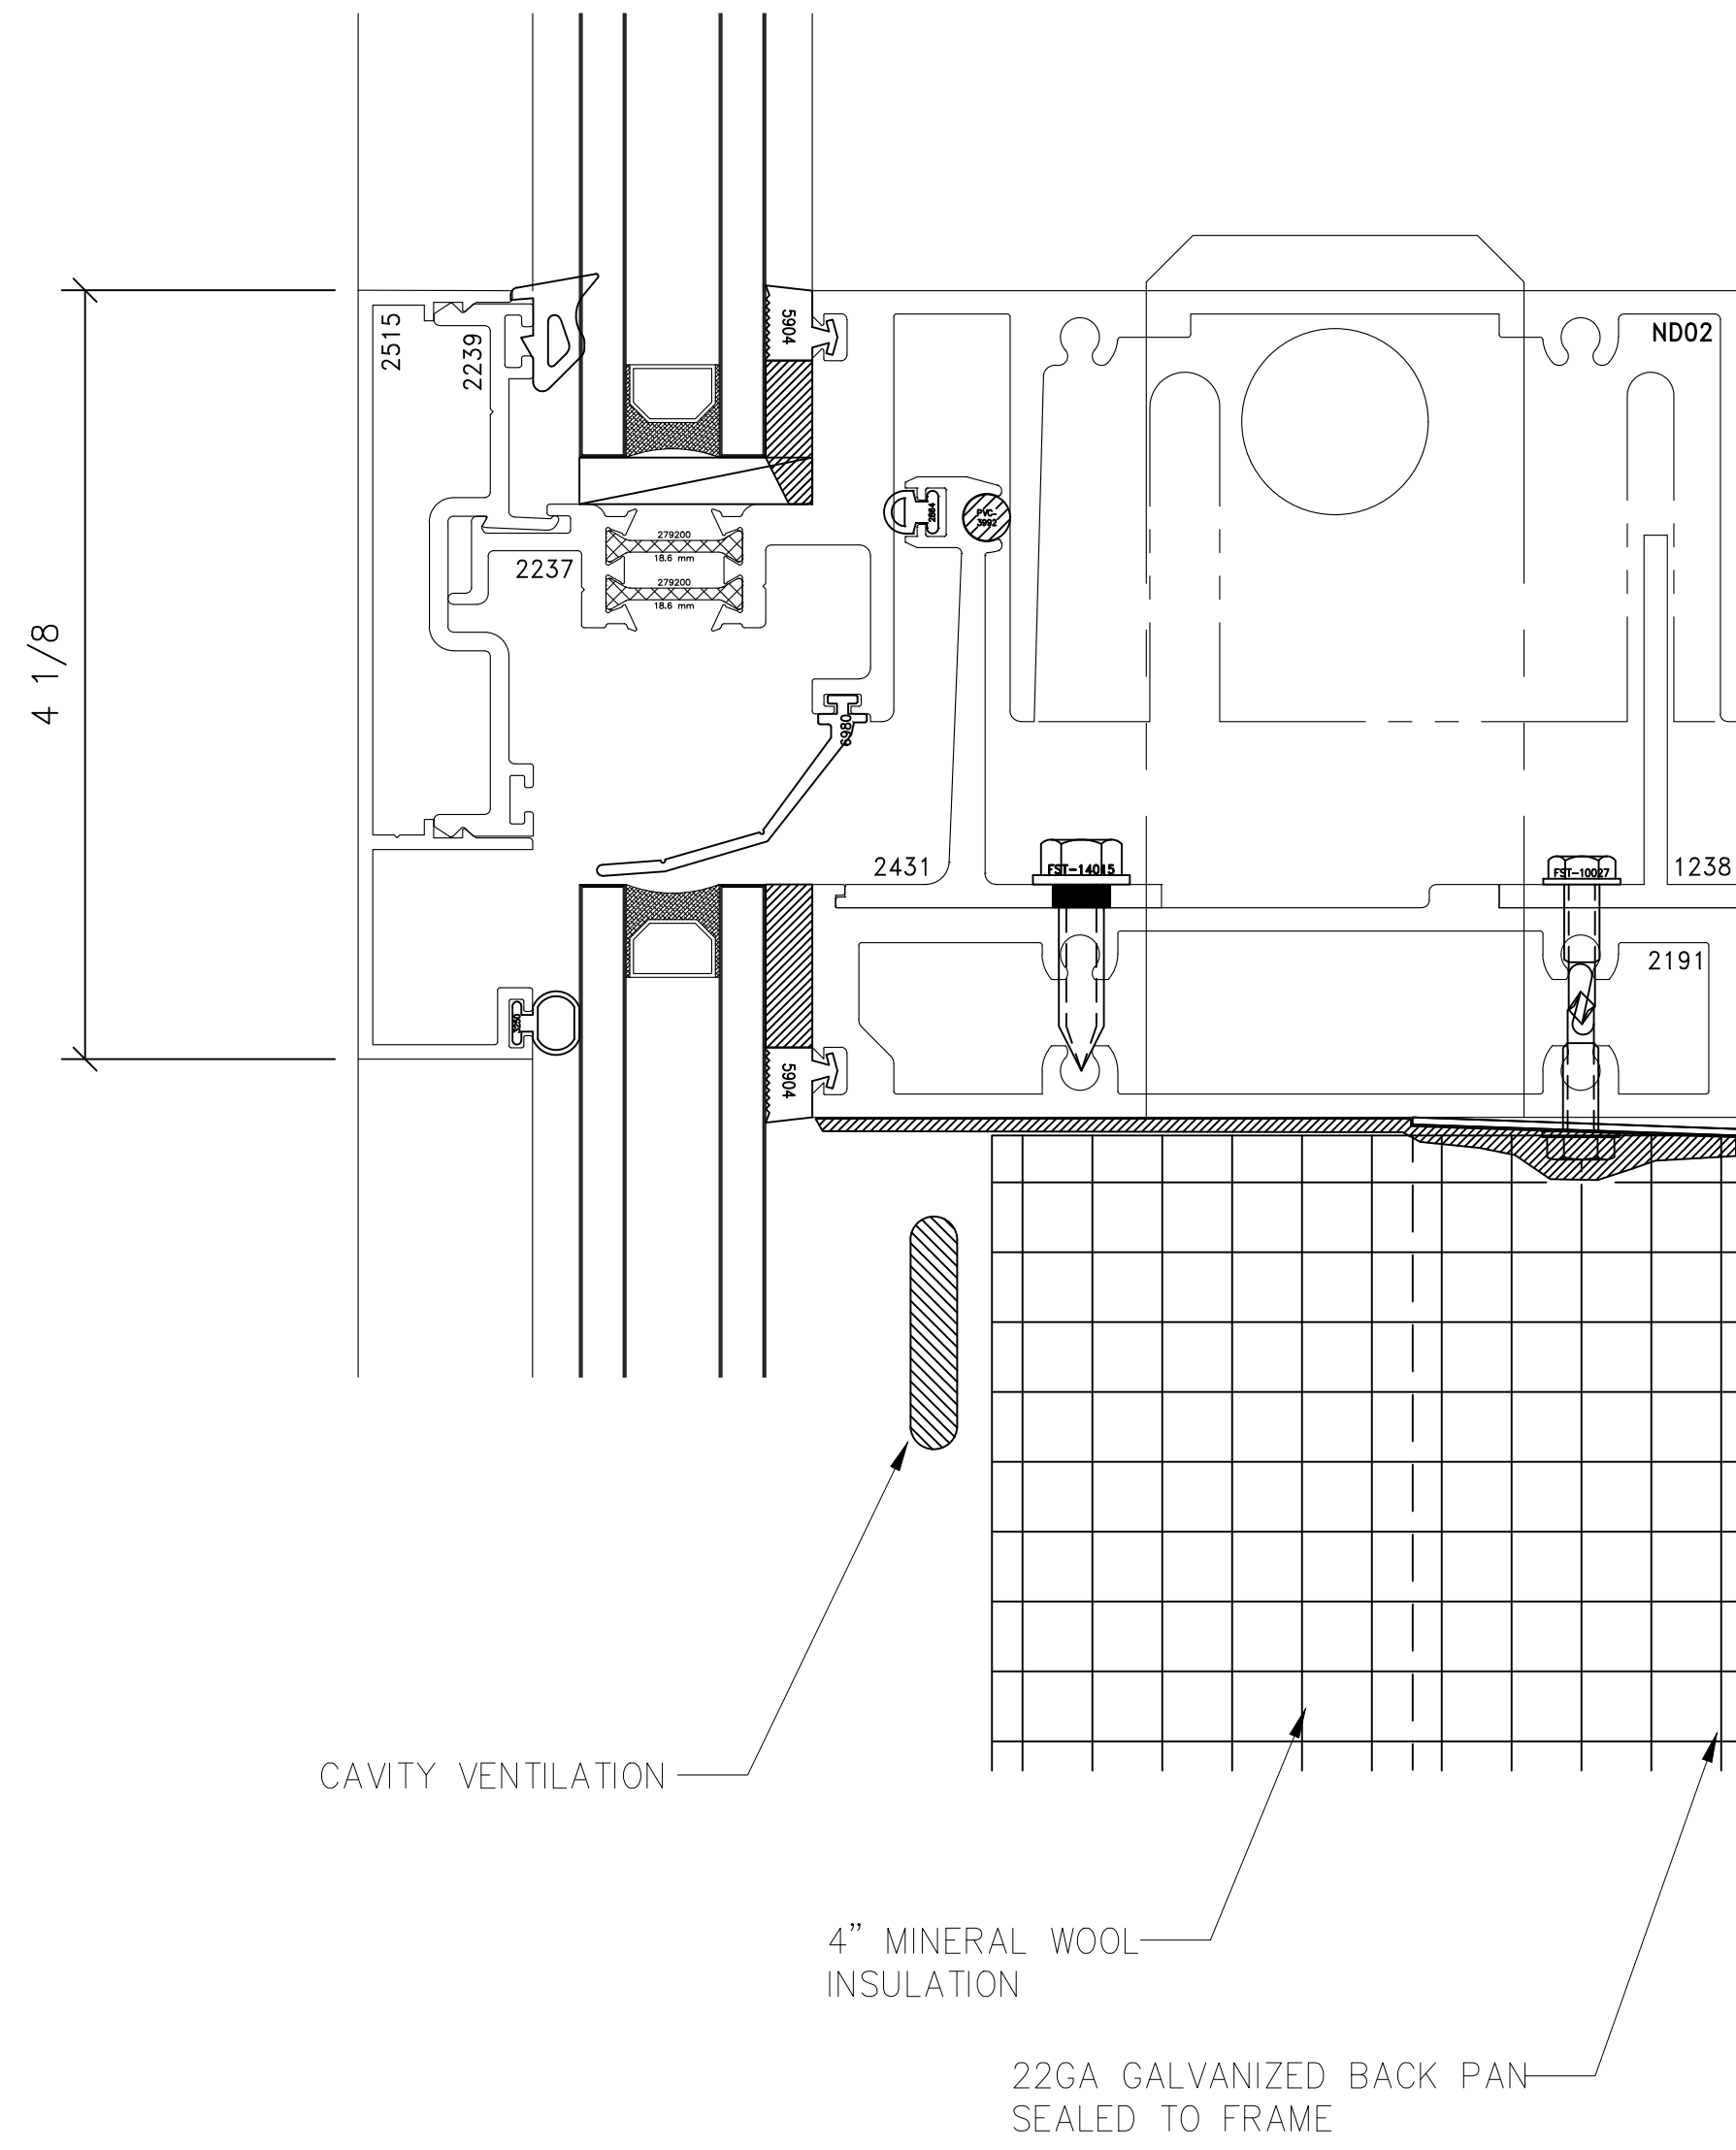 5904
2515
2239
ND02
2864
PVC-
3992
279200
18.6 mm
2237
279200
18.6 mm
4 1/8
6980
2431
FST-14015
FST-10027
1238
2191
3250
5904
CAVITY VENTILATION
4” MINERAL WOOL
INSULATION
22GA GALVANIZED BACK PAN
SEALED TO FRAME